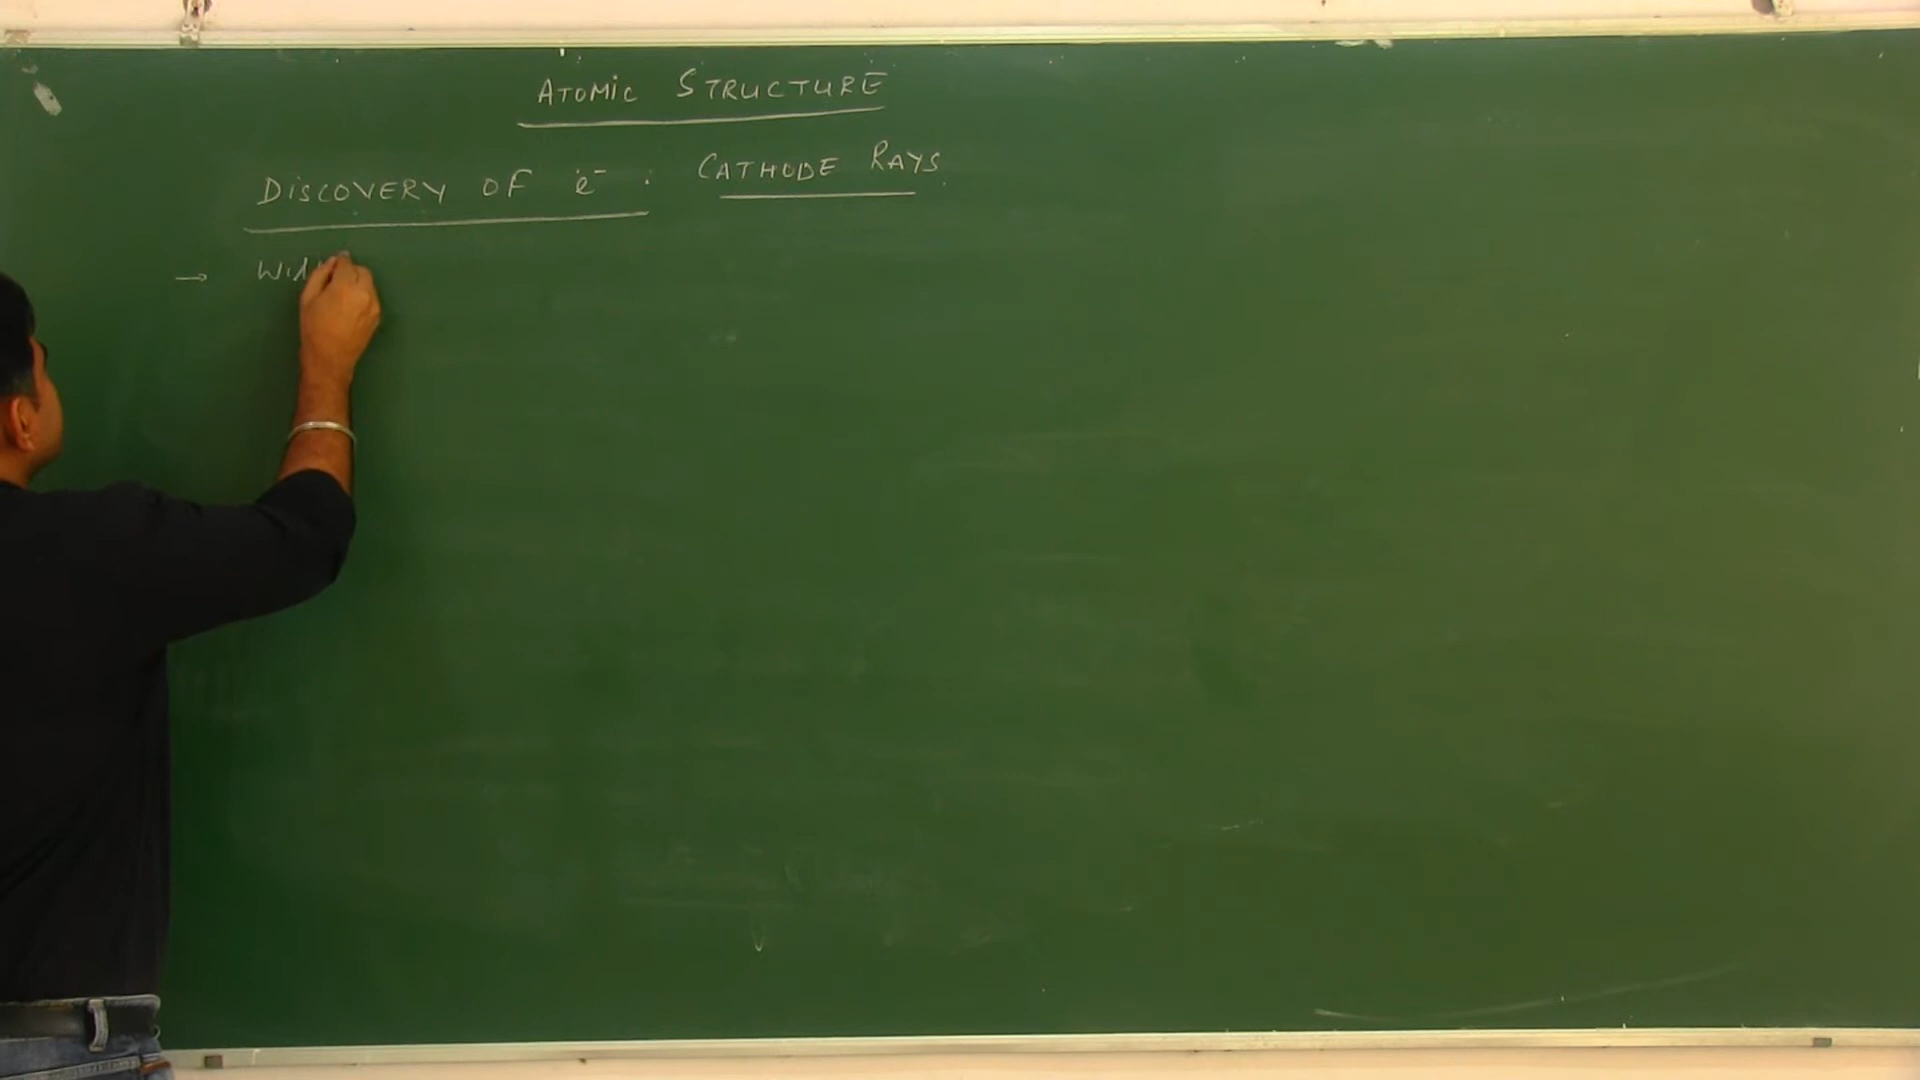 ATOMIC STRUCTURE
DISCOVERY OF e⁻ : CATHODE RAYS
→